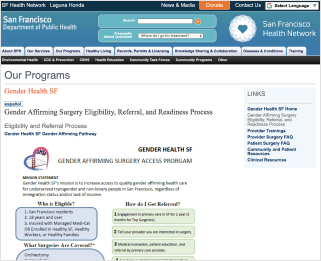 SF Health Network Laguna Honda News & Media Donate Contact Us Select Language
San Francisco
Department of Public Health
Search
Frequently Asked Questions Where do I go for treatment?
San Francisco
Health Network
About DPH Our Services Our Programs Healthy Living Records, Permits & Licensing Knowledge Sharing & Collaboration Diseases & Conditions Training
Environmental Health Health Education Community Task Forces Community Programs Other
Our Programs
Gender Health SF
español
Gender Affirming Surgery Eligibility, Referral, and Readiness Process
Eligibility and Referral Process
Gender Health SF Gender Affirming Pathway
GENDER HEALTH SF
GENDER AFFIRMING SURGERY ACCESS PRORGAM
MISSION STATEMENT
Gender Health SF's mission is to increase access to quality gender affirming health care
for underserved transgender and non-binary people in San Francisco, regardless of
immigration status and/or lack of income.
Who is Eligible?
1. San Francisco residents
2. 18 years and over
3. Insured with Managed Medi-Cal
OR Enrolled in Healthy SF, Healthy
Workers, or Healthy Families
What Surgeries Are Covered?*
Orchiectomy
How do I Get Referred?
1 Engagement in primary care in SF for 1 year (3
months for Top Surgeries).
2 Tell your provider you are interested in surgery.
3 Medical evaluation, patient education, and
referral by primary care provider.
LINKS
Gender Health SF Home
Gender Affirming Surgery
Eligibility, Referral, and
Readiness Process
Provider Trainings
Provider Surgery FAQ
Patient Surgery FAQ
Community and Patient
Resources
Clinical Resources